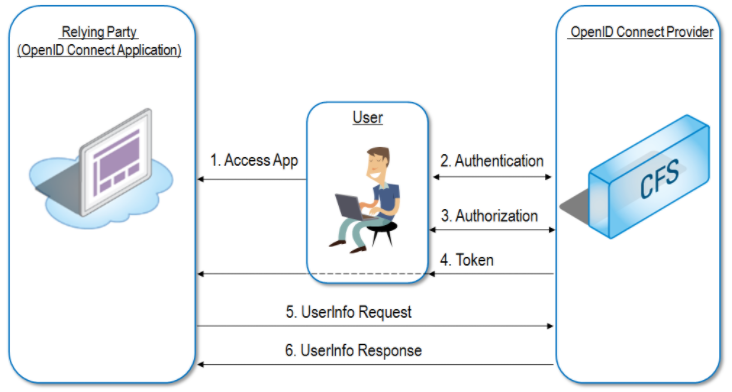 Relying Party
(OpenID Connect Application)
OpenID Connect Provider
User
1. Access App
2. Authentication
CFS
3. Authorization
4. Token
5. UserInfo Request
6. UserInfo Response